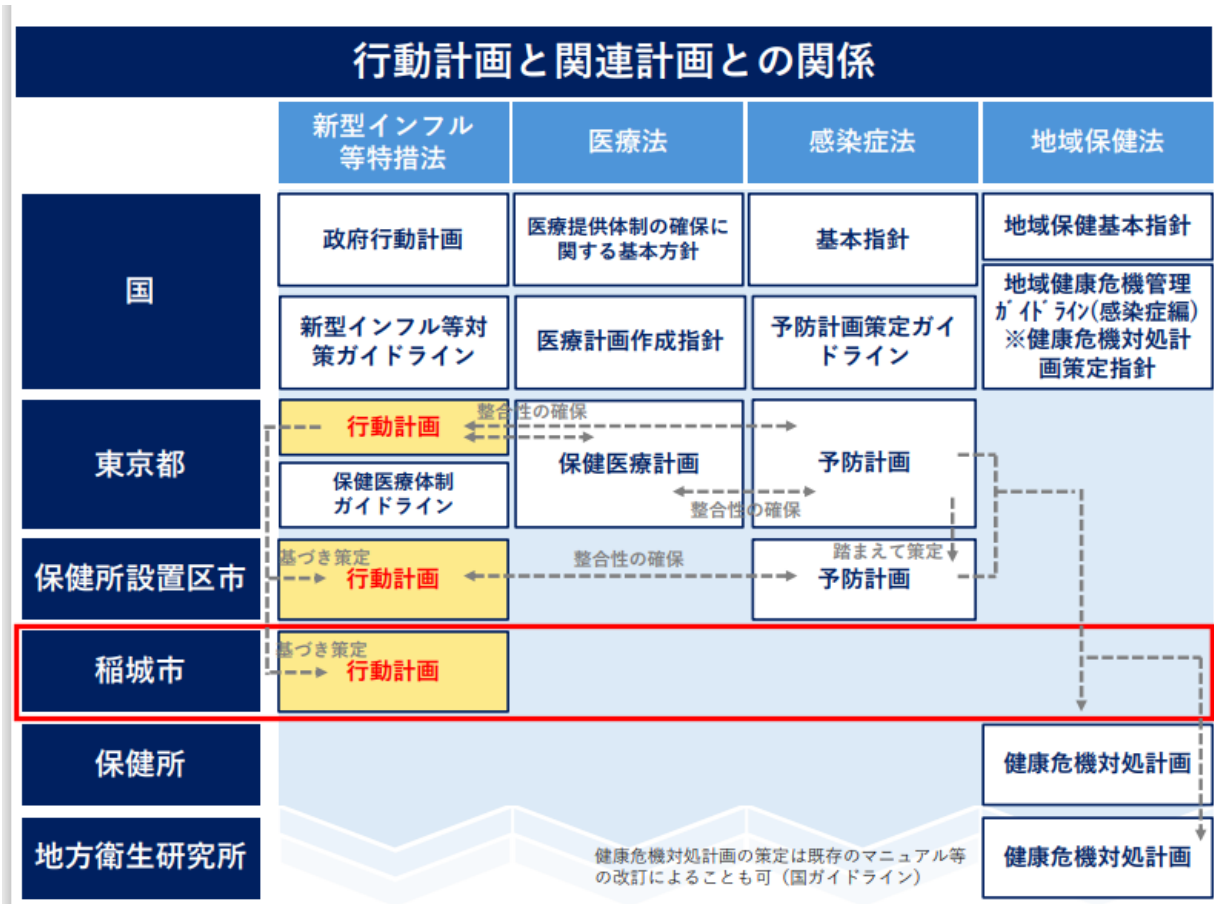 行動計画と関連計画との関係
新型インフル
等特措法
医療法
感染症法
地域保健法
国
政府行動計画
医療提供体制の確保に
関する基本方針
基本指針
地域保健基本指針
新型インフル等対
策ガイドライン
医療計画作成指針
予防計画策定ガイ
ドライン
地域健康危機管理
ｶﾞｲﾄﾞﾗｲﾝ(感染症編)
※健康危機対処計
画策定指針
東京都
行動計画
整合性の確保
保健医療体制
ガイドライン
保健医療計画
予防計画
整合性の確保
保健所設置区市
基づき策定
行動計画
整合性の確保
踏まえて策定
予防計画
稲城市
基づき策定
行動計画
保健所
健康危機対処計画
地方衛生研究所
健康危機対処計画の策定は既存のマニュアル等
の改訂によることも可（国ガイドライン）
健康危機対処計画